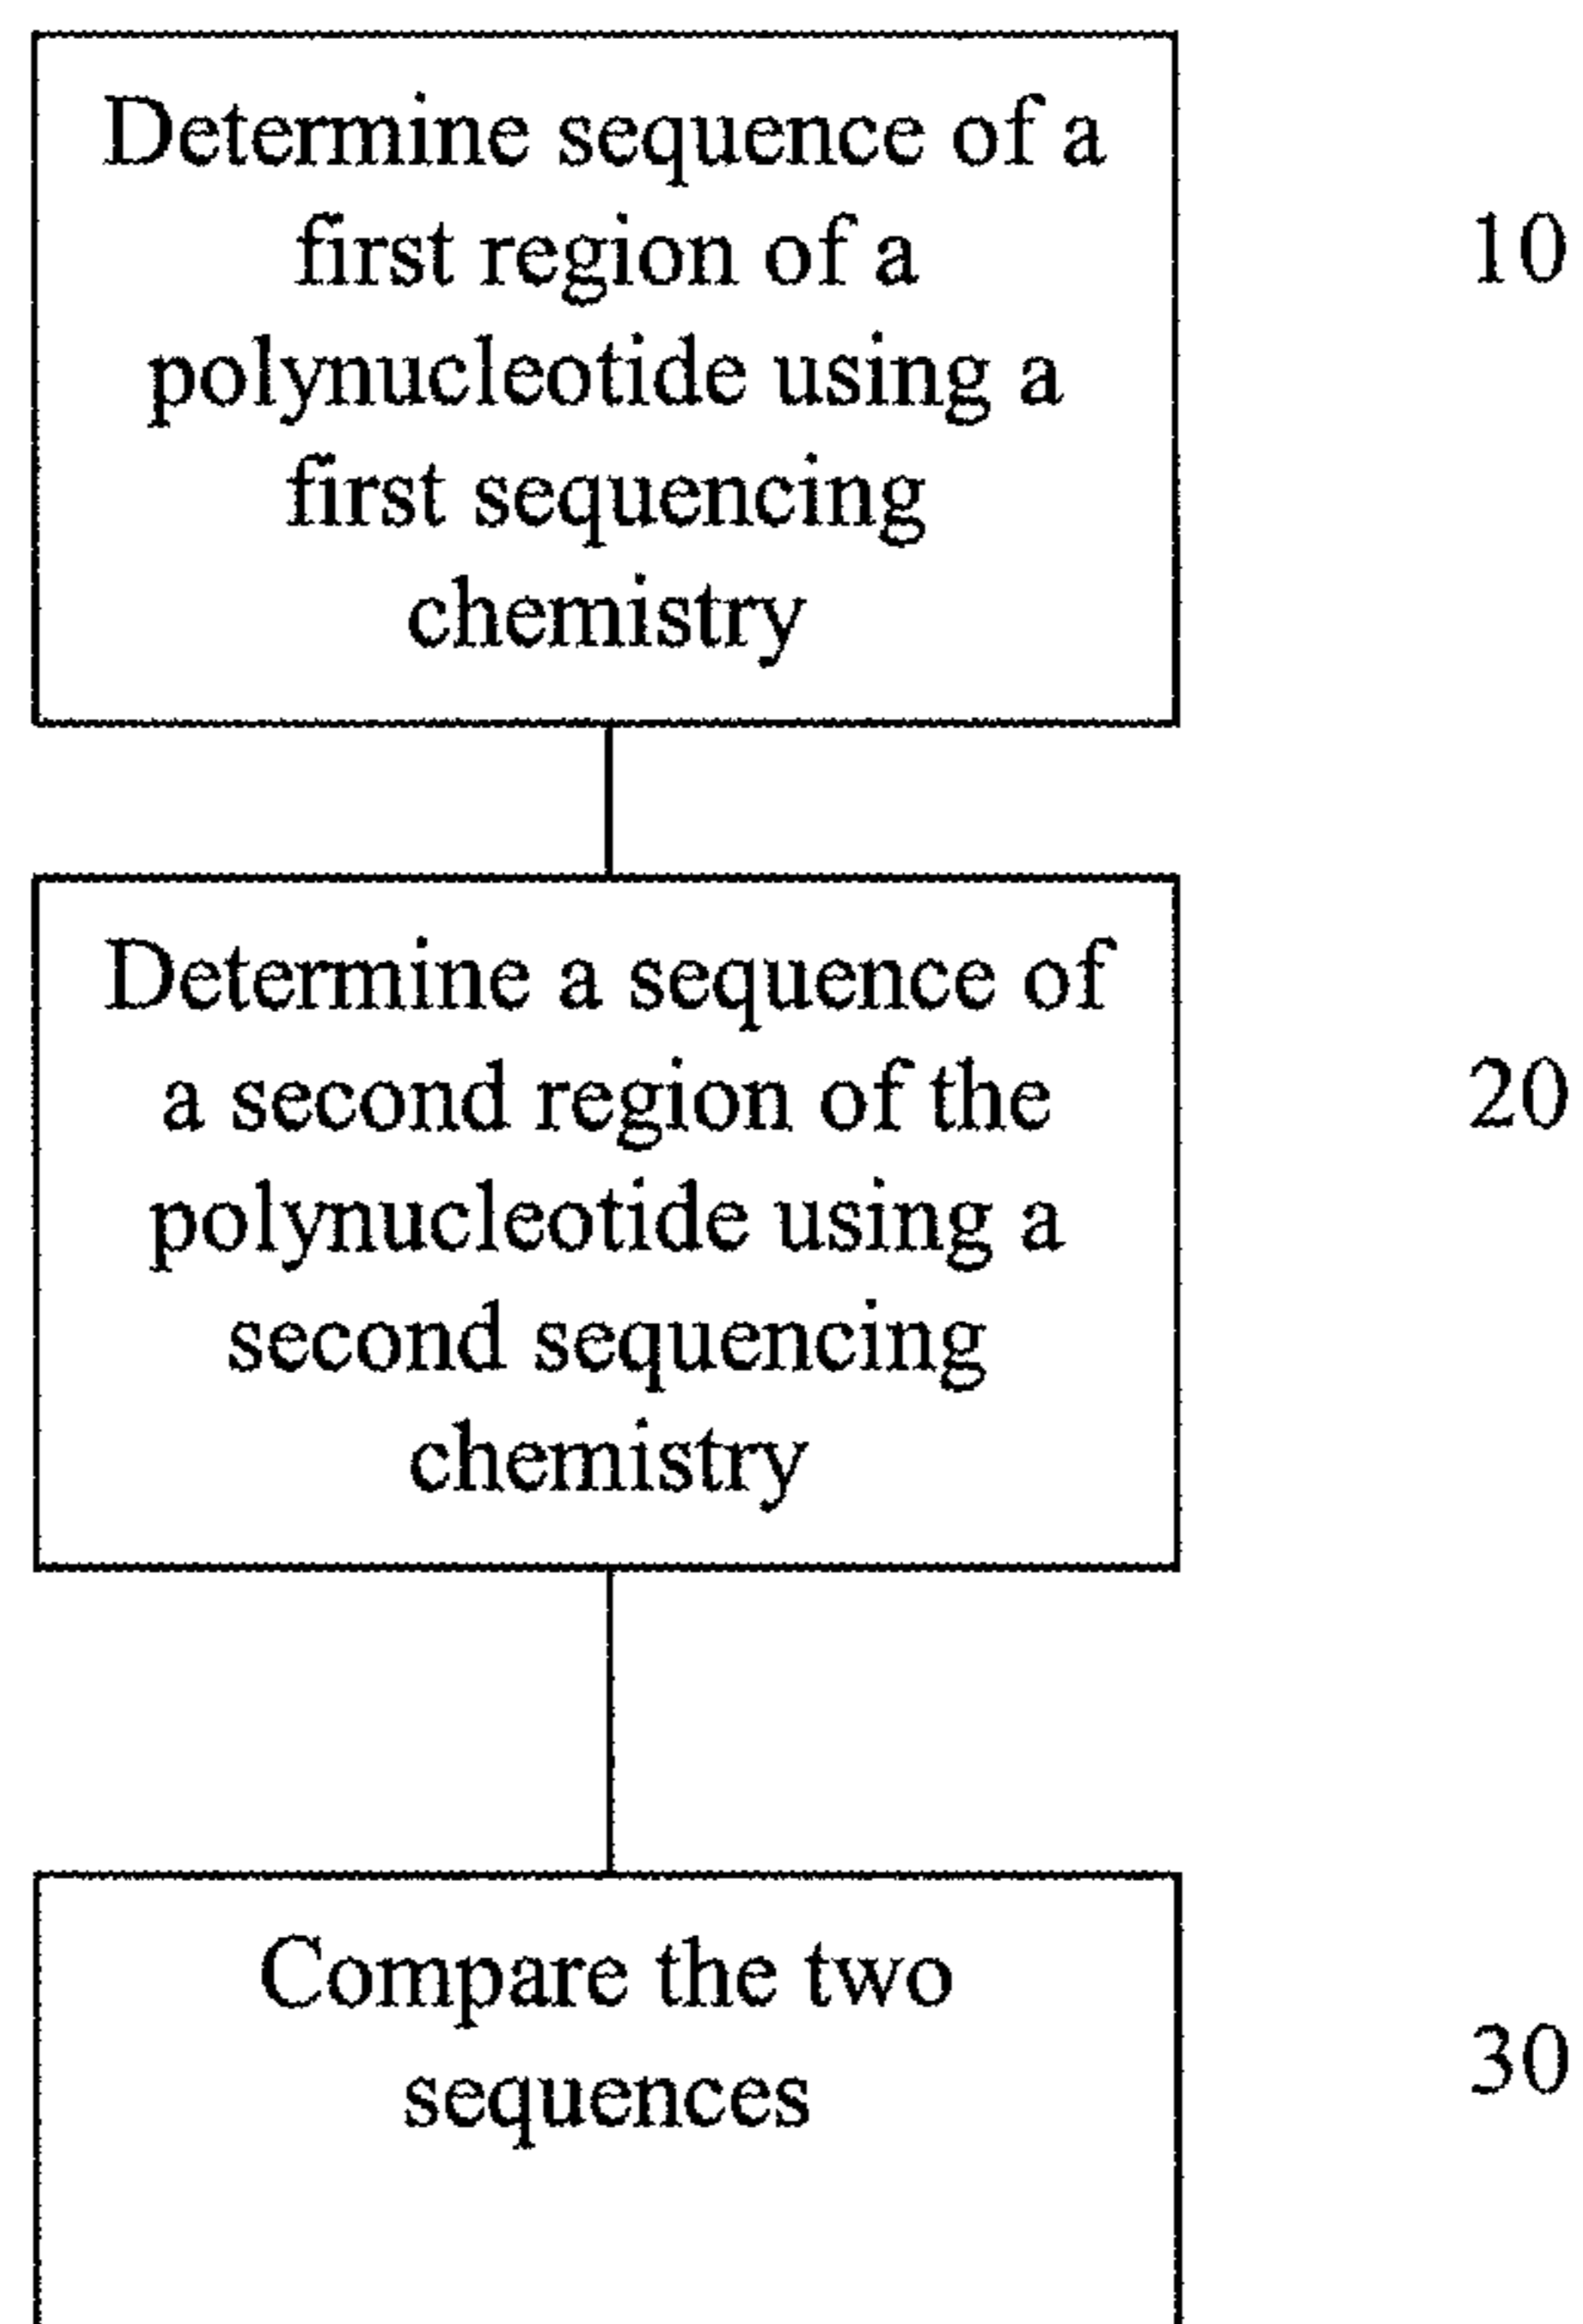 Determine sequence of a
first region of a
polynucleotide using a
first sequencing
chemistry
10
Determine a sequence of
a second region of the
polynucleotide using a
second sequencing
chemistry
20
Compare the two
sequences
30